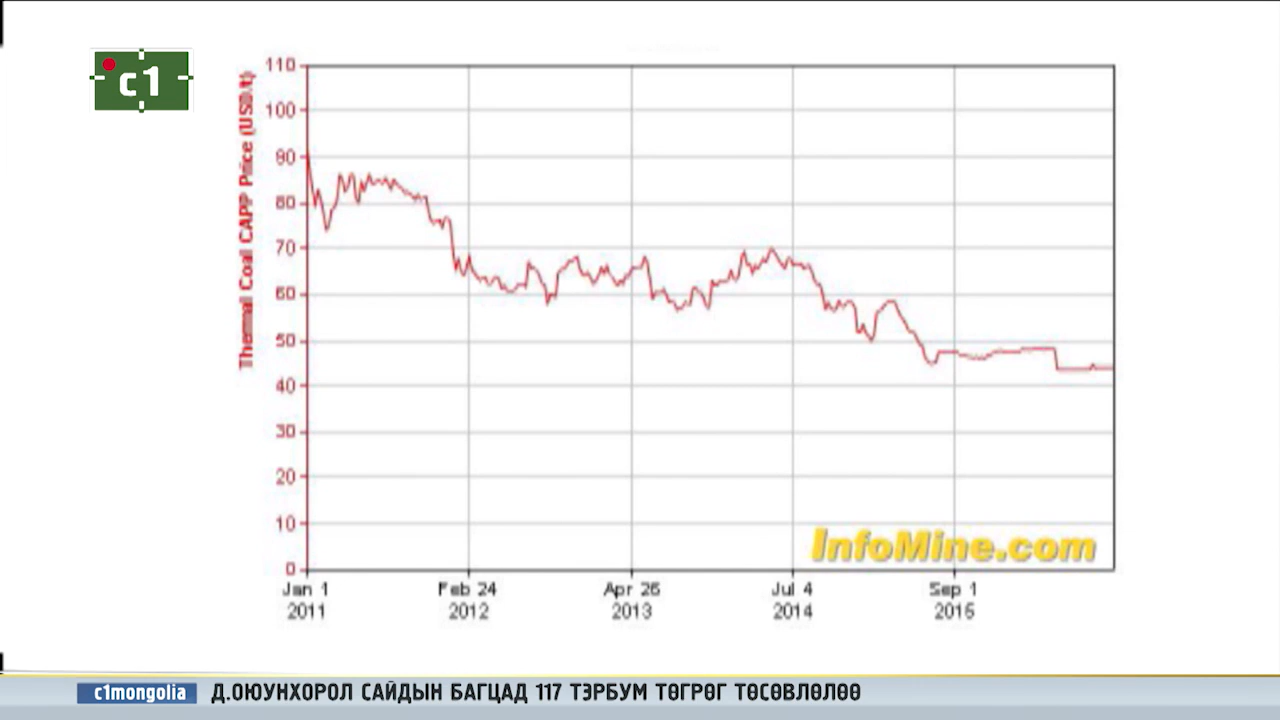 c1
Thermal Coal CAPP Price (USD/t)
110
100
90
80
70
60
50
40
30
20
10
0
InfoMine.com
Jan 1 Feb 24 Apr 26 Jul 4 Sep 1
2011 2012 2013 2014 2015
c1mongolia Д.ОЮУНХОРОЛ САЙДЫН БАГЦАД 117 ТЭРБУМ ТӨГРӨГ ТӨСӨВЛӨЛӨӨ